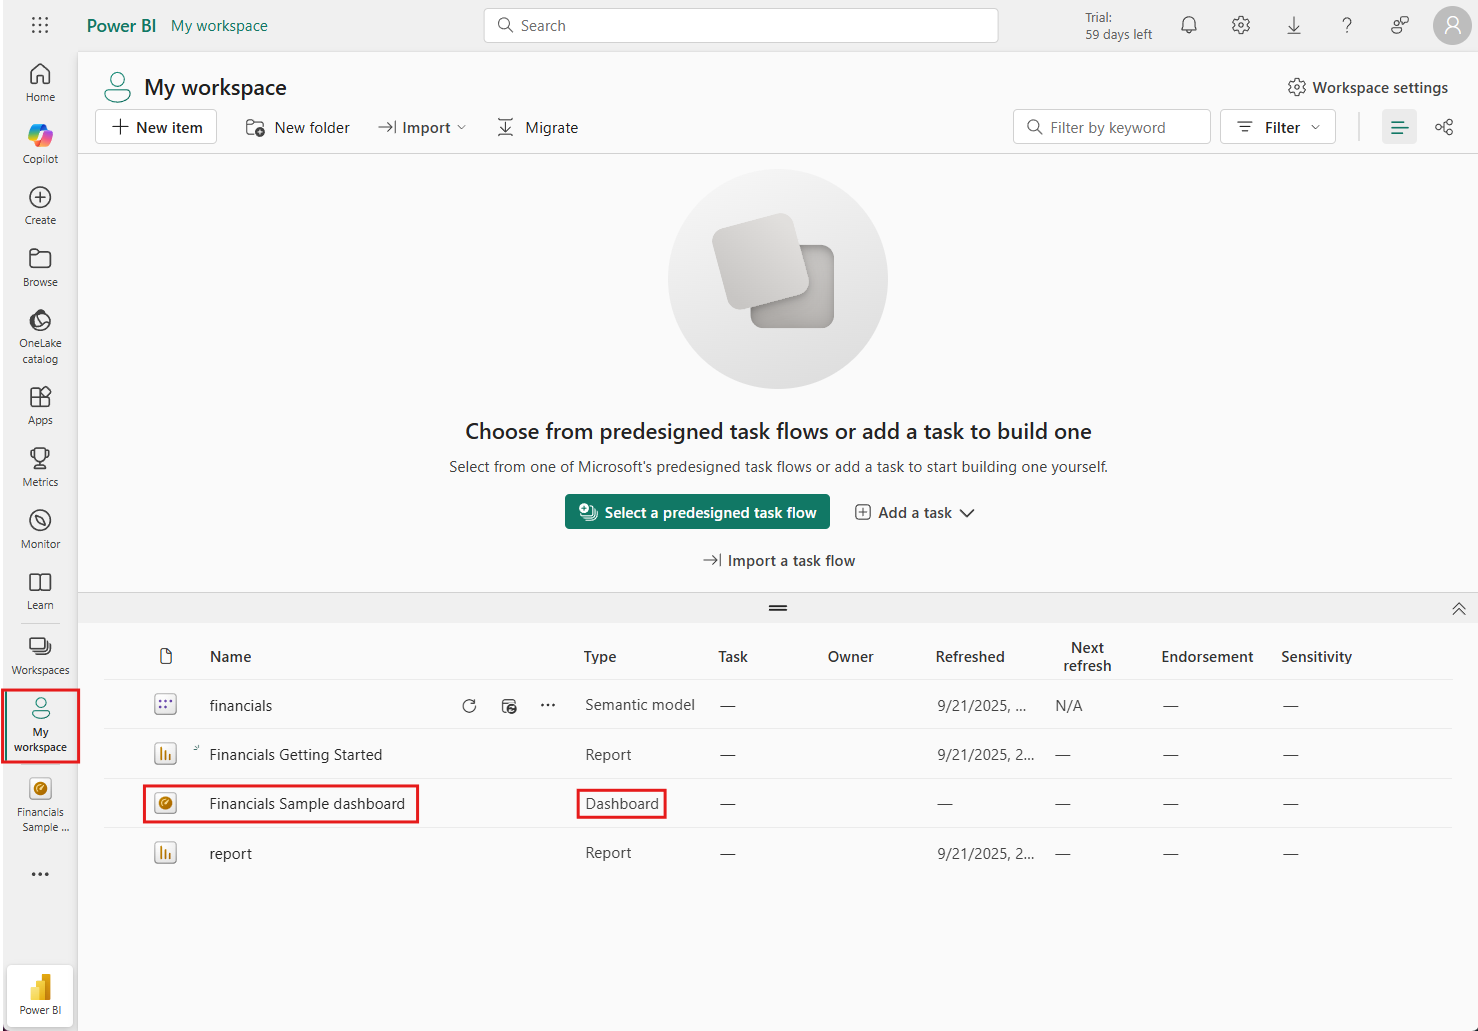 Power BI My workspace
Search
Trial:
59 days left
Home
Copilot
Create
Browse
OneLake
catalog
Apps
Metrics
Monitor
Learn
Workspaces
My
workspace
Financials
Sample ...
Power BI
My workspace
Workspace settings
New item
New folder
Import
Migrate
Filter by keyword
Filter
Choose from predesigned task flows or add a task to build one
Select from one of Microsoft's predesigned task flows or add a task to start building one yourself.
Select a predesigned task flow
Add a task
Import a task flow
Name Type Task Owner Refreshed Next refresh Endorsement Sensitivity
financials Semantic model — 9/21/2025, ... N/A — —
Financials Getting Started Report — 9/21/2025, 2... — — —
Financials Sample dashboard Dashboard — — — — —
report Report — 9/21/2025, 2... — — —